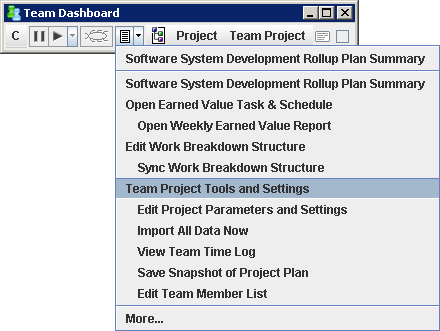 Team Dashboard
C Project Team Project
Software System Development Rollup Plan Summary
Software System Development Rollup Plan Summary
Open Earned Value Task & Schedule
Open Weekly Earned Value Report
Edit Work Breakdown Structure
Sync Work Breakdown Structure
Team Project Tools and Settings
Edit Project Parameters and Settings
Import All Data Now
View Team Time Log
Save Snapshot of Project Plan
Edit Team Member List
More...